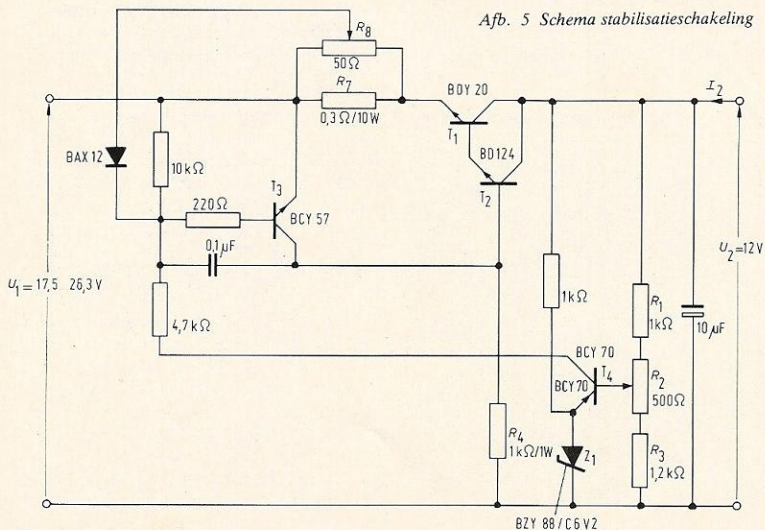 Afb. 5 Schema stabilisatieschakeling
R8
50Ω
R7
0,3 Ω/10W
BDY 20
T1
BD124
T2
I2
BAX 12
10kΩ
220Ω
T3
BCY 57
0,1µF
U1 = 17,5 26,3 V
4,7kΩ
U2 = 12V
1kΩ
R1
1kΩ
10µF
BCY 70
BCY70
T4
R2
500Ω
R4
1kΩ/1W
Z1
R3
1,2kΩ
BZY 88/C6V2